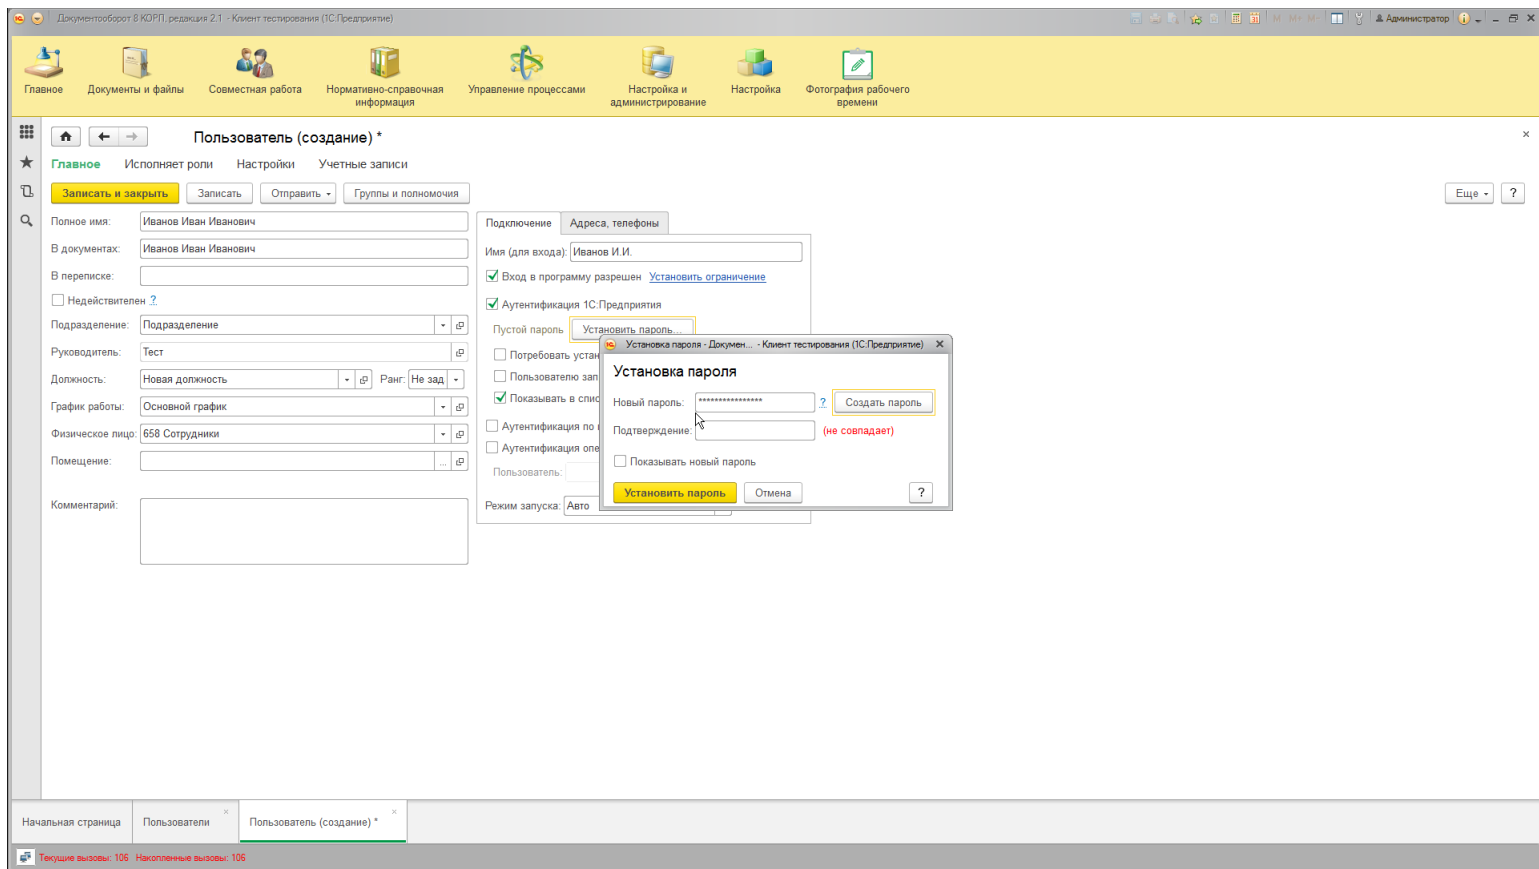 Документооборот 8 КОРП, редакция 2.1 - Клиент тестирования (1С:Предприятие)
M M+ M-
Администратор
Главное
Документы и файлы
Совместная работа
Нормативно-справочная
информация
Управление процессами
Настройка и
администрирование
Настройка
Фотография рабочего
времени
Пользователь (создание) *
Главное Исполняет роли Настройки Учетные записи
Записать и закрыть Записать Отправить Группы и полномочия Еще ?
Полное имя: Иванов Иван Иванович
В документах: Иванов Иван Иванович
В переписке:
Недействителен ?
Подразделение: Подразделение
Руководитель: Тест
Должность: Новая должность Ранг: Не зад
График работы: Основной график
Физическое лицо: 658 Сотрудники
Помещение: ...
Комментарий:
Подключение Адреса, телефоны
Имя (для входа): Иванов И.И.
Вход в программу разрешен Установить ограничение
Аутентификация 1С:Предприятия
Пустой пароль Установить пароль...
Потребовать устан
Пользователю зап
Показывать в спис
Аутентификация по
Аутентификация опе
Пользователь:
Режим запуска: Авто
Установка пароля - Докумен... - Клиент тестирования (1С:Предприятие)
Установка пароля
Новый пароль: **************** ? Создать пароль
Подтверждение: (не совпадает)
Показывать новый пароль
Установить пароль Отмена ?
Начальная страница Пользователи Пользователь (создание) *
Текущие вызовы: 106 Накопленные вызовы: 106